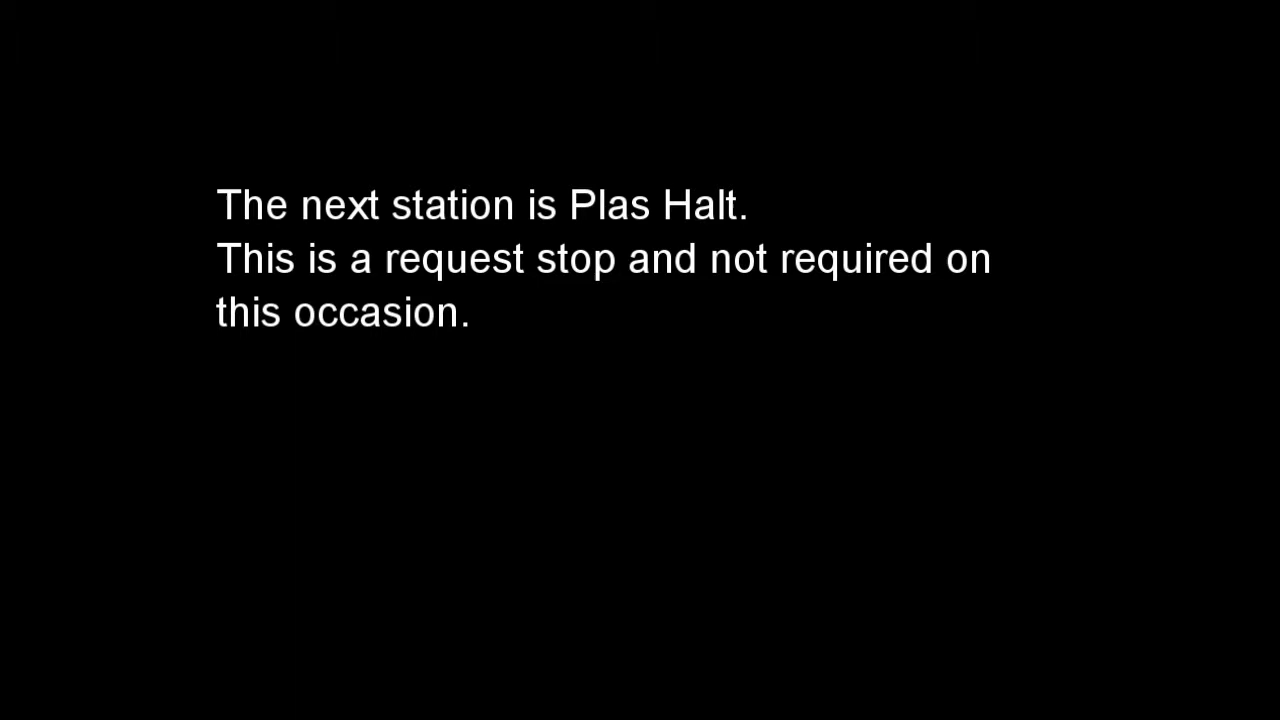 The next station is Plas Halt.
This is a request stop and not required on
this occasion.